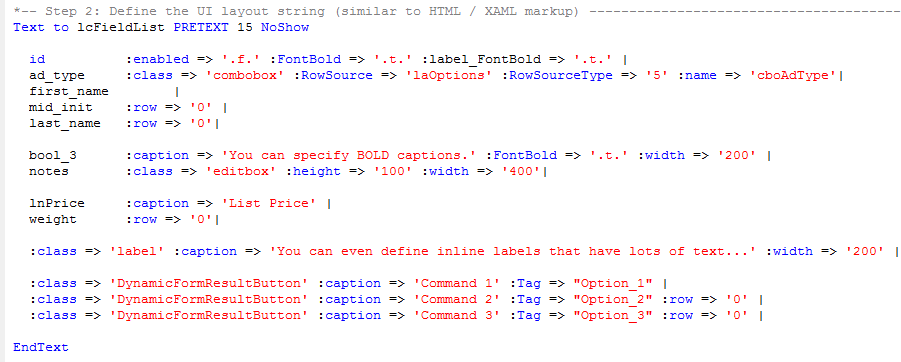 *-- Step 2: Define the UI layout string (similar to HTML / XAML markup) ---------------------------------------
Text to lcFieldList PRETEXT 15 NoShow
id :enabled => '.f.' :FontBold => '.t.' :label_FontBold => '.t.' |
ad_type :class => 'combobox' :RowSource => 'laOptions' :RowSourceType => '5' :name => 'cboAdType'|
first_name |
mid_init :row => '0' |
last_name :row => '0'|
bool_3 :caption => 'You can specify BOLD captions.' :FontBold => '.t.' :width => '200' |
notes :class => 'editbox' :height => '100' :width => '400'|
lnPrice :caption => 'List Price' |
weight :row => '0'|
:class => 'label' :caption => 'You can even define inline labels that have lots of text...' :width => '200' |
:class => 'DynamicFormResultButton' :caption => 'Command 1' :Tag => "Option_1" |
:class => 'DynamicFormResultButton' :caption => 'Command 2' :Tag => "Option_2" :row => '0' |
:class => 'DynamicFormResultButton' :caption => 'Command 3' :Tag => "Option_3" :row => '0' |
EndText